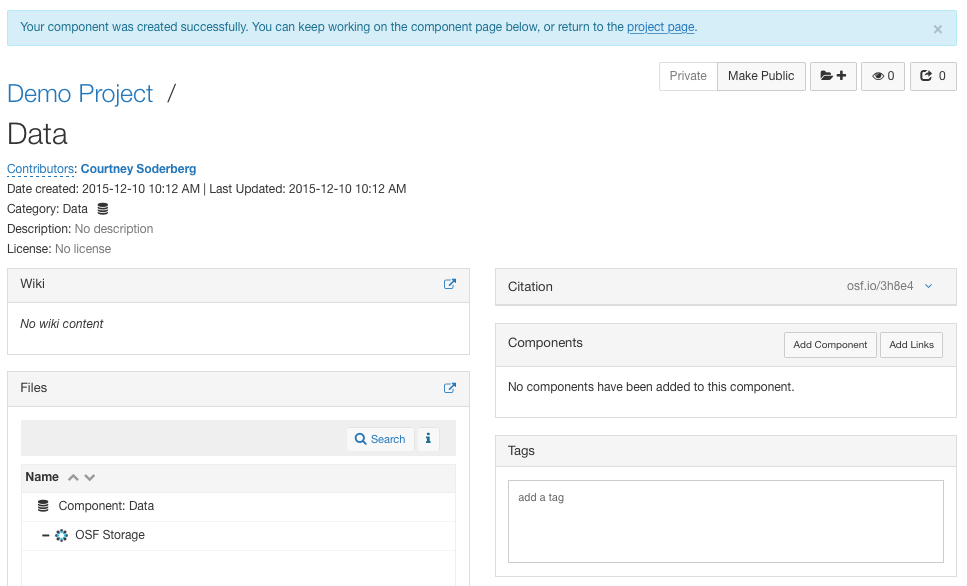 Your component was created successfully. You can keep working on the component page below, or return to the project page.
×
Private Make Public 0 0
Demo Project /
Data
Contributors: Courtney Soderberg
Date created: 2015-12-10 10:12 AM | Last Updated: 2015-12-10 10:12 AM
Category: Data
Description: No description
License: No license
Wiki
No wiki content
Files
Search
Name
Component: Data
OSF Storage
Citation osf.io/3h8e4
Components Add Component Add Links
No components have been added to this component.
Tags
add a tag